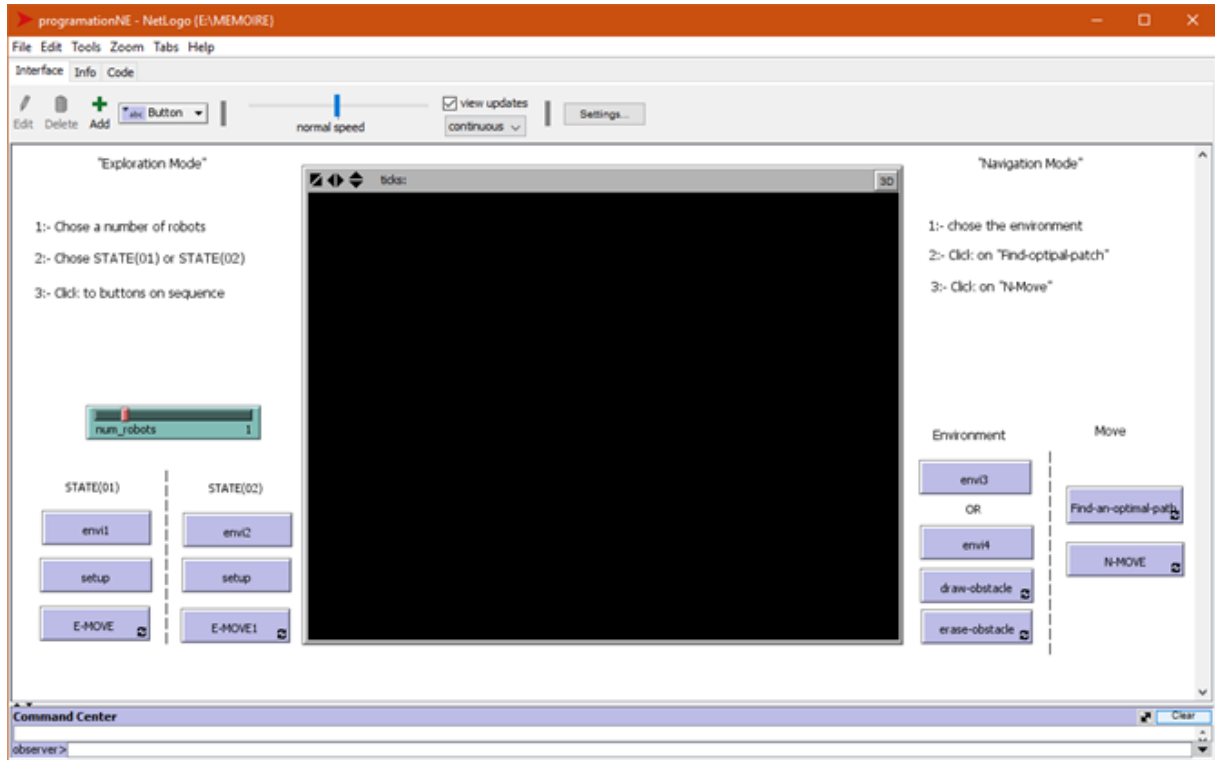 programationNE - NetLogo {E:\MEMOIRE}
File Edit Tools Zoom Tabs Help
Interface Info Code
Edit Delete Add abc Button normal speed view updates continuous Settings...
"Exploration Mode"
1:- Chose a number of robots
2:- Chose STATE(01) or STATE(02)
3:- Click to buttons on sequence
num_robots 1
STATE(01) STATE(02)
envi1 envi2
setup setup
E-MOVE E-MOVE1
ticks: 3D
"Navigation Mode"
1:- chose the environment
2:- Click on "Find-optipal-patch"
3:- Click on "N-Move"
Environment Move
envi3
OR
envi4
draw-obstacle
erase-obstacle
Find-an-optimal-path
N-MOVE
Command Center Clear
observer>